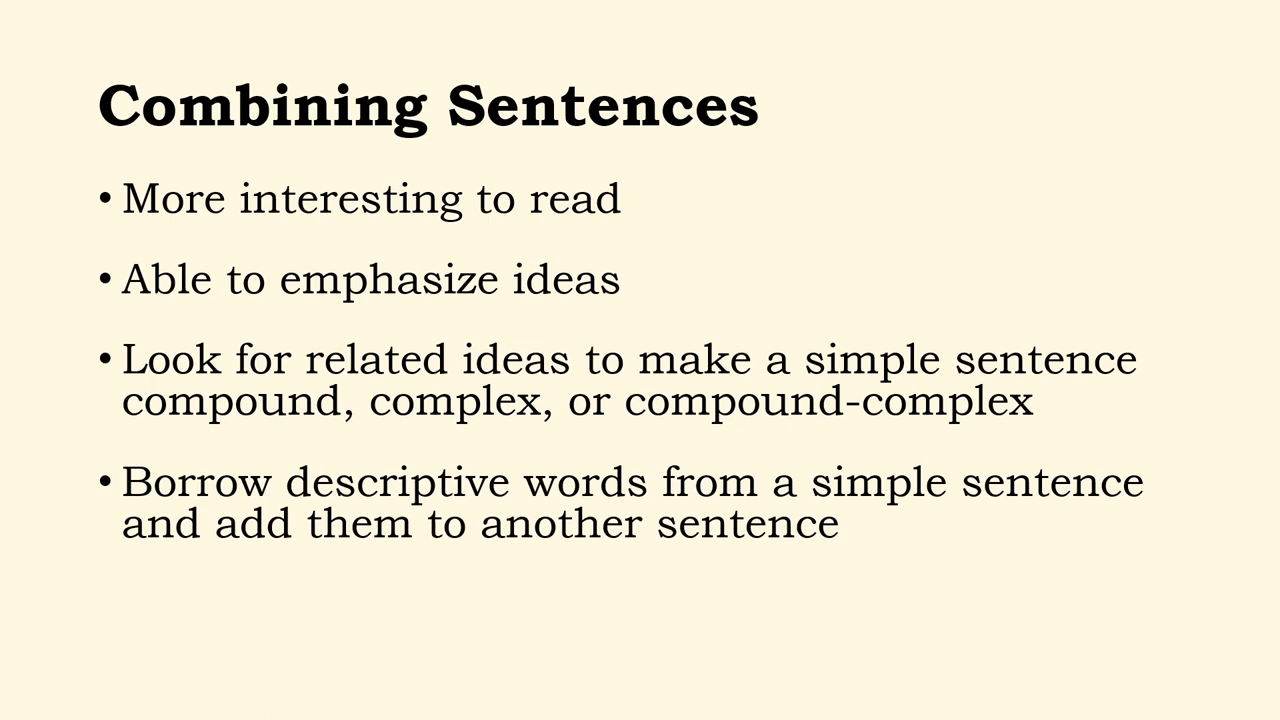 Combining Sentences
• More interesting to read
• Able to emphasize ideas
• Look for related ideas to make a simple sentence
compound, complex, or compound-complex
• Borrow descriptive words from a simple sentence
and add them to another sentence